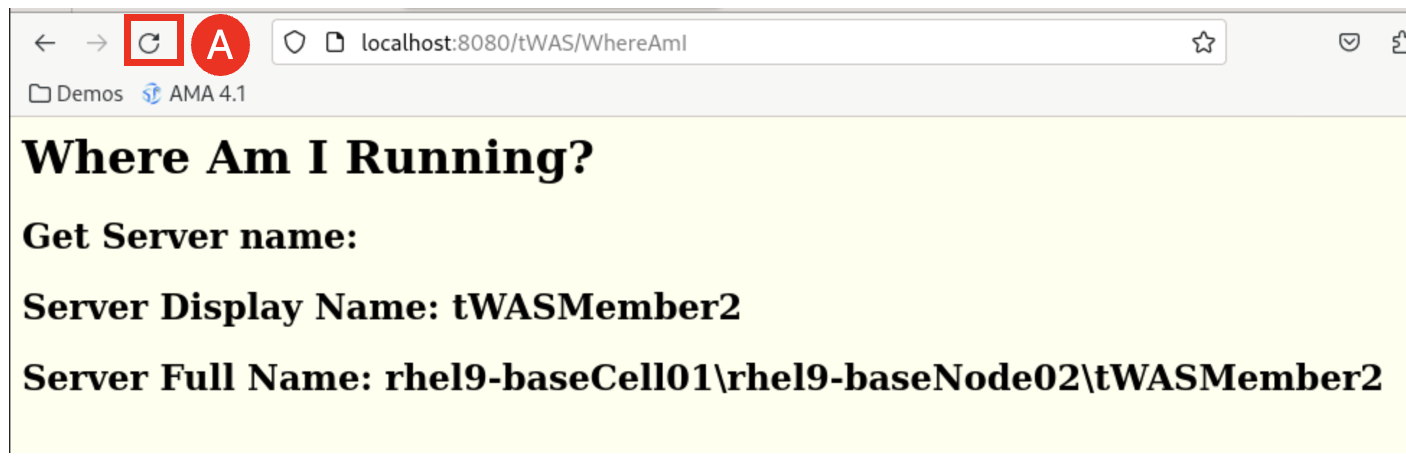 A
localhost:8080/tWAS/WhereAmI
Demos AMA 4.1
Where Am I Running?
Get Server name:
Server Display Name: tWASMember2
Server Full Name: rhel9-baseCell01\rhel9-baseNode02\tWASMember2